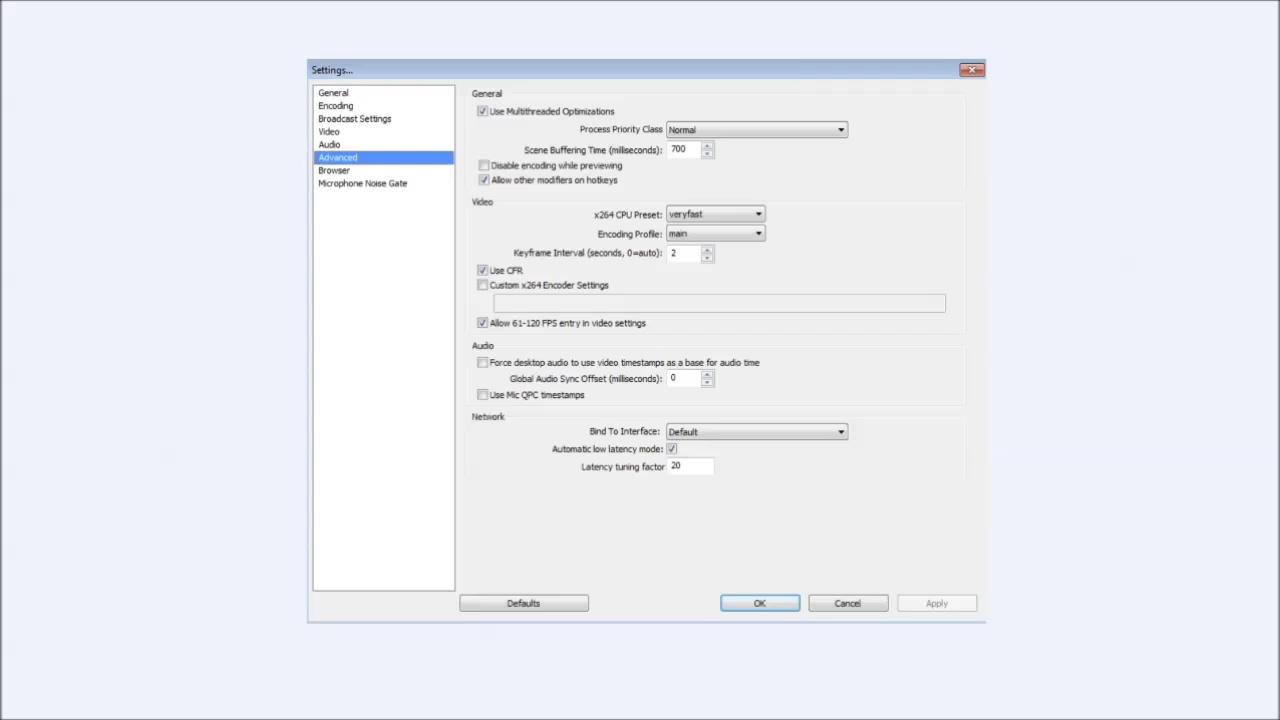 Settings...
General
Encoding
Broadcast Settings
Video
Audio
Advanced
Browser
Microphone Noise Gate
General
Use Multithreaded Optimizations
Process Priority Class Normal
Scene Buffering Time (milliseconds): 700
Disable encoding while previewing
Allow other modifiers on hotkeys
Video
x264 CPU Preset: veryfast
Encoding Profile: main
Keyframe Interval (seconds, 0=auto): 2
Use CFR
Custom x264 Encoder Settings
Allow 61-120 FPS entry in video settings
Audio
Force desktop audio to use video timestamps as a base for audio time
Global Audio Sync Offset (milliseconds): 0
Use Mic QPC timestamps
Network
Bind To Interface: Default
Automatic low latency mode:
Latency tuning factor 20
Defaults OK Cancel Apply